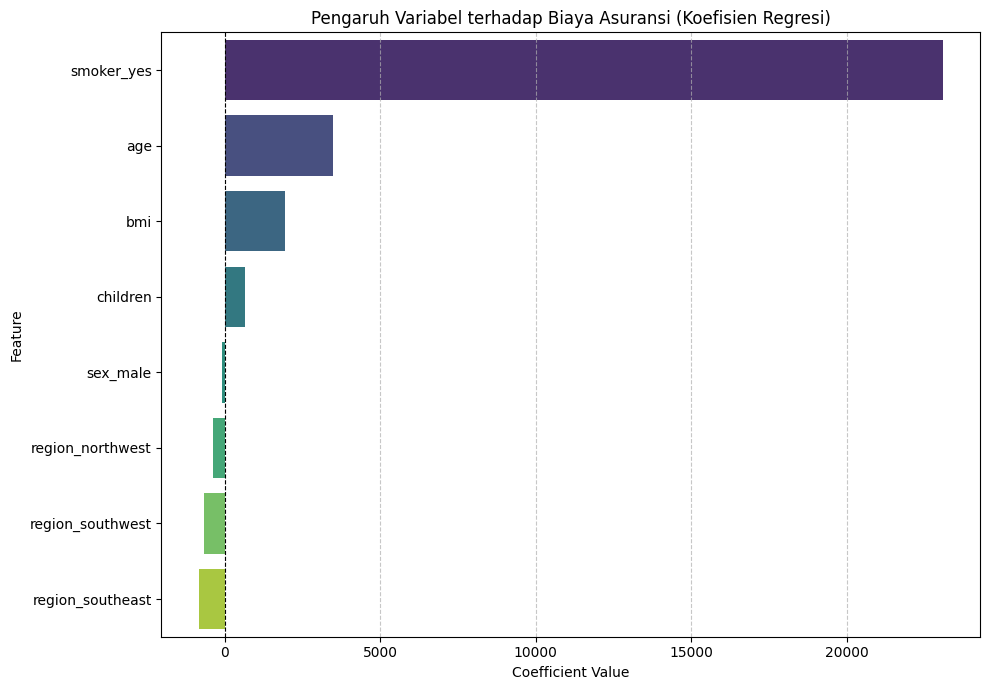 Pengaruh Variabel terhadap Biaya Asuransi (Koefisien Regresi)
smoker_yes
age
bmi
children
sex_male
region_northwest
region_southwest
region_southeast
Feature
0 5000 10000 15000 20000
Coefficient Value